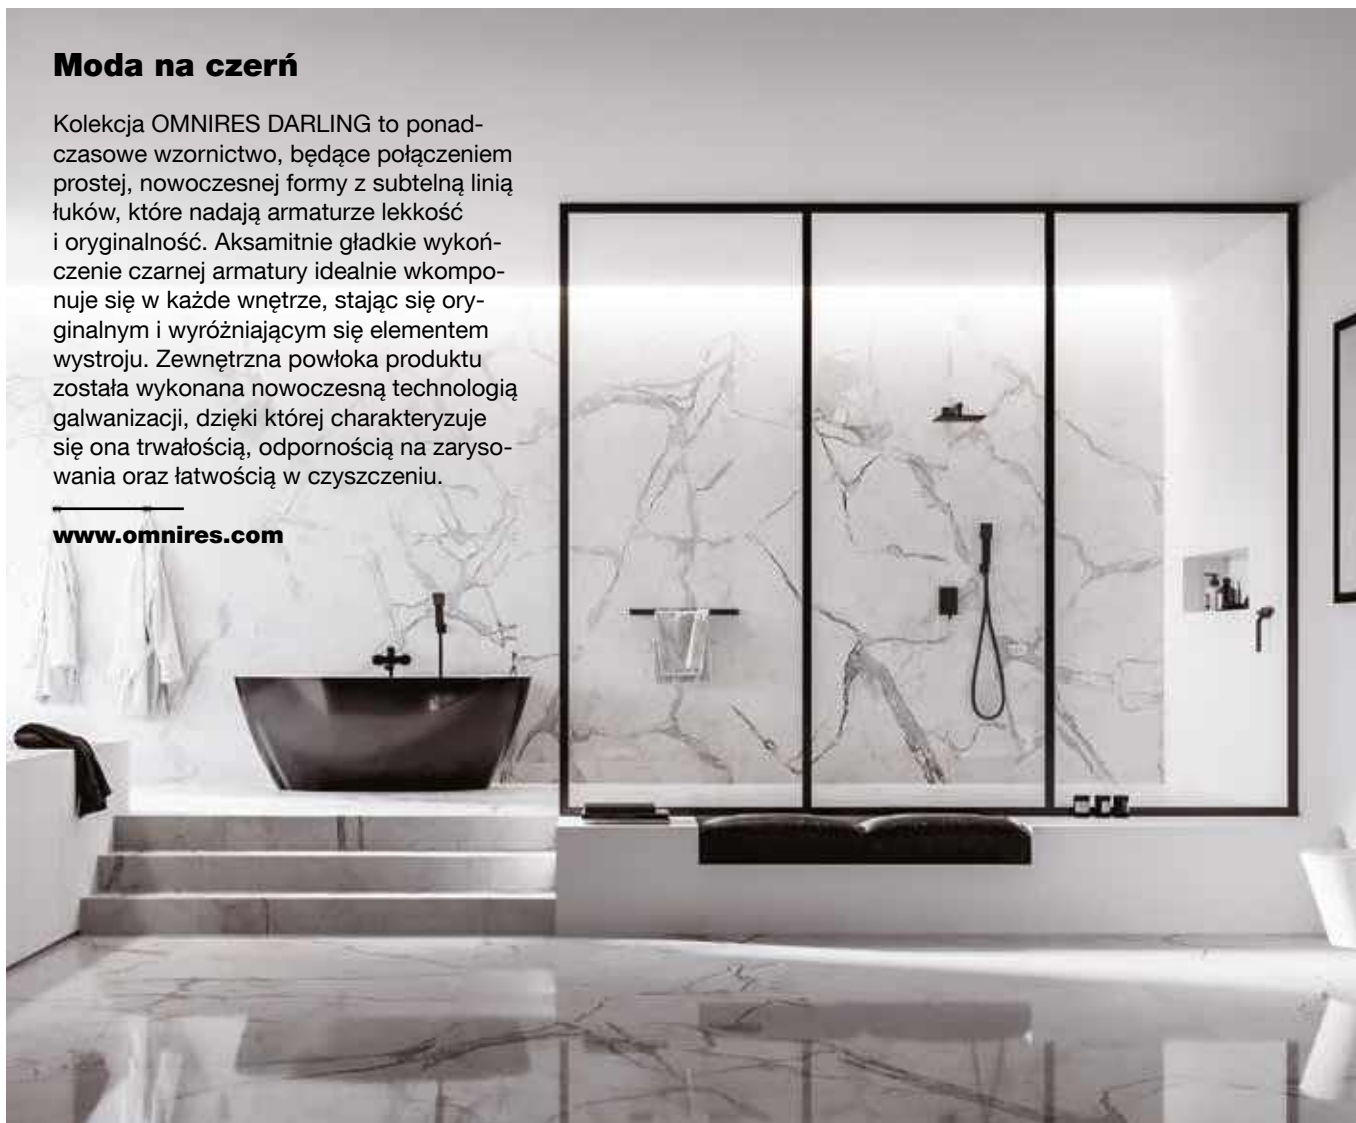 Moda na czerń
Kolekcja OMNIRES DARLING to ponad-
czasowe wzornictwo, będące połączeniem
prostej, nowoczesnej formy z subtelną linią
łuków, które nadają armaturze lekkość
i oryginalność. Aksamitnie gładkie wykoń-
czenie czarnej armatury idealnie wkompo-
nuje się w każde wnętrze, stając się ory-
ginalnym i wyróżniającym się elementem
wystroju. Zewnętrzna powłoka produktu
została wykonana nowoczesną technologią
galwanizacji, dzięki której charakteryzuje
się ona trwałością, odpornością na zaryso-
wania oraz łatwością w czyszczeniu.
www.omnires.com